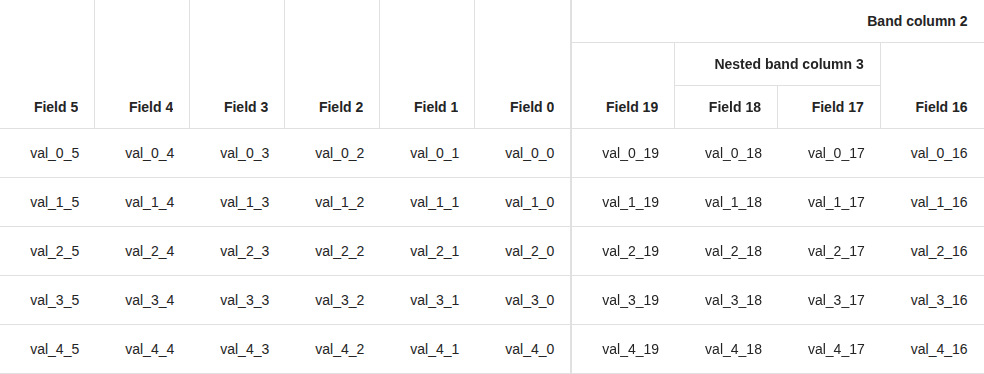 Band column 2
Nested band column 3
Field 5 Field 4 Field 3 Field 2 Field 1 Field 0 Field 19 Field 18 Field 17 Field 16
val_0_5 val_0_4 val_0_3 val_0_2 val_0_1 val_0_0 val_0_19 val_0_18 val_0_17 val_0_16
val_1_5 val_1_4 val_1_3 val_1_2 val_1_1 val_1_0 val_1_19 val_1_18 val_1_17 val_1_16
val_2_5 val_2_4 val_2_3 val_2_2 val_2_1 val_2_0 val_2_19 val_2_18 val_2_17 val_2_16
val_3_5 val_3_4 val_3_3 val_3_2 val_3_1 val_3_0 val_3_19 val_3_18 val_3_17 val_3_16
val_4_5 val_4_4 val_4_3 val_4_2 val_4_1 val_4_0 val_4_19 val_4_18 val_4_17 val_4_16